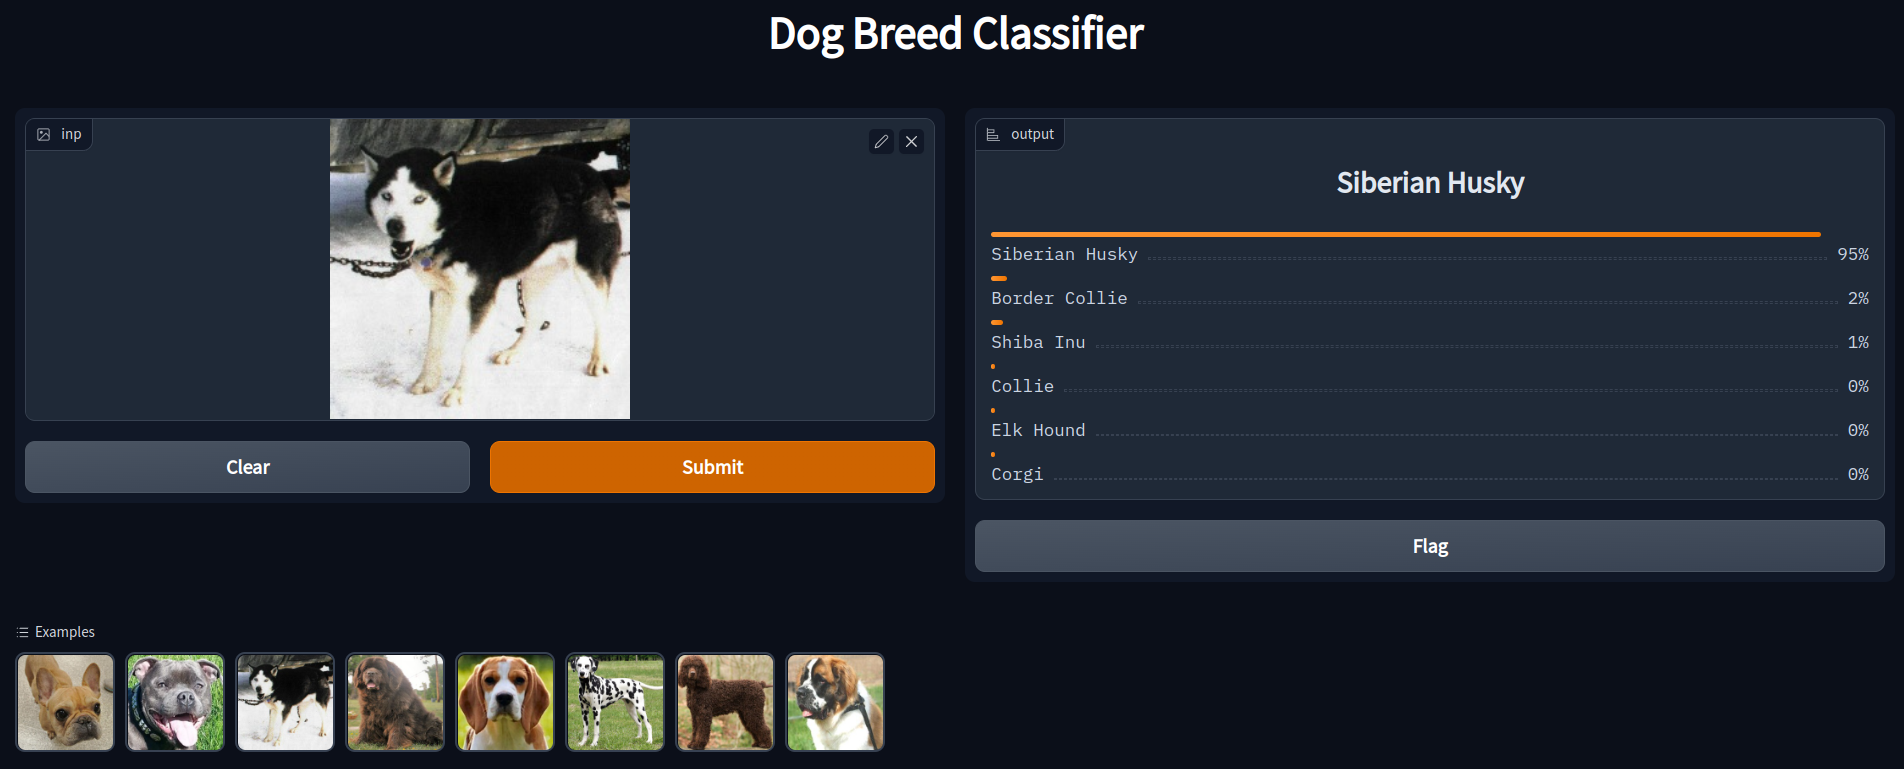 Dog Breed Classifier
inp
output
Siberian Husky
Siberian Husky 95%
Border Collie 2%
Shiba Inu 1%
Collie 0%
Elk Hound 0%
Corgi 0%
Clear
Submit
Flag
Examples